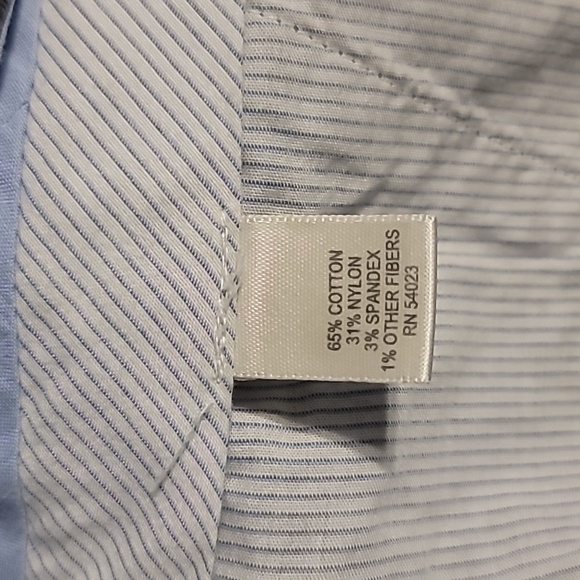 65% COTTON
31% NYLON
3% SPANDEX
1% OTHER FIBERS
RN 54023